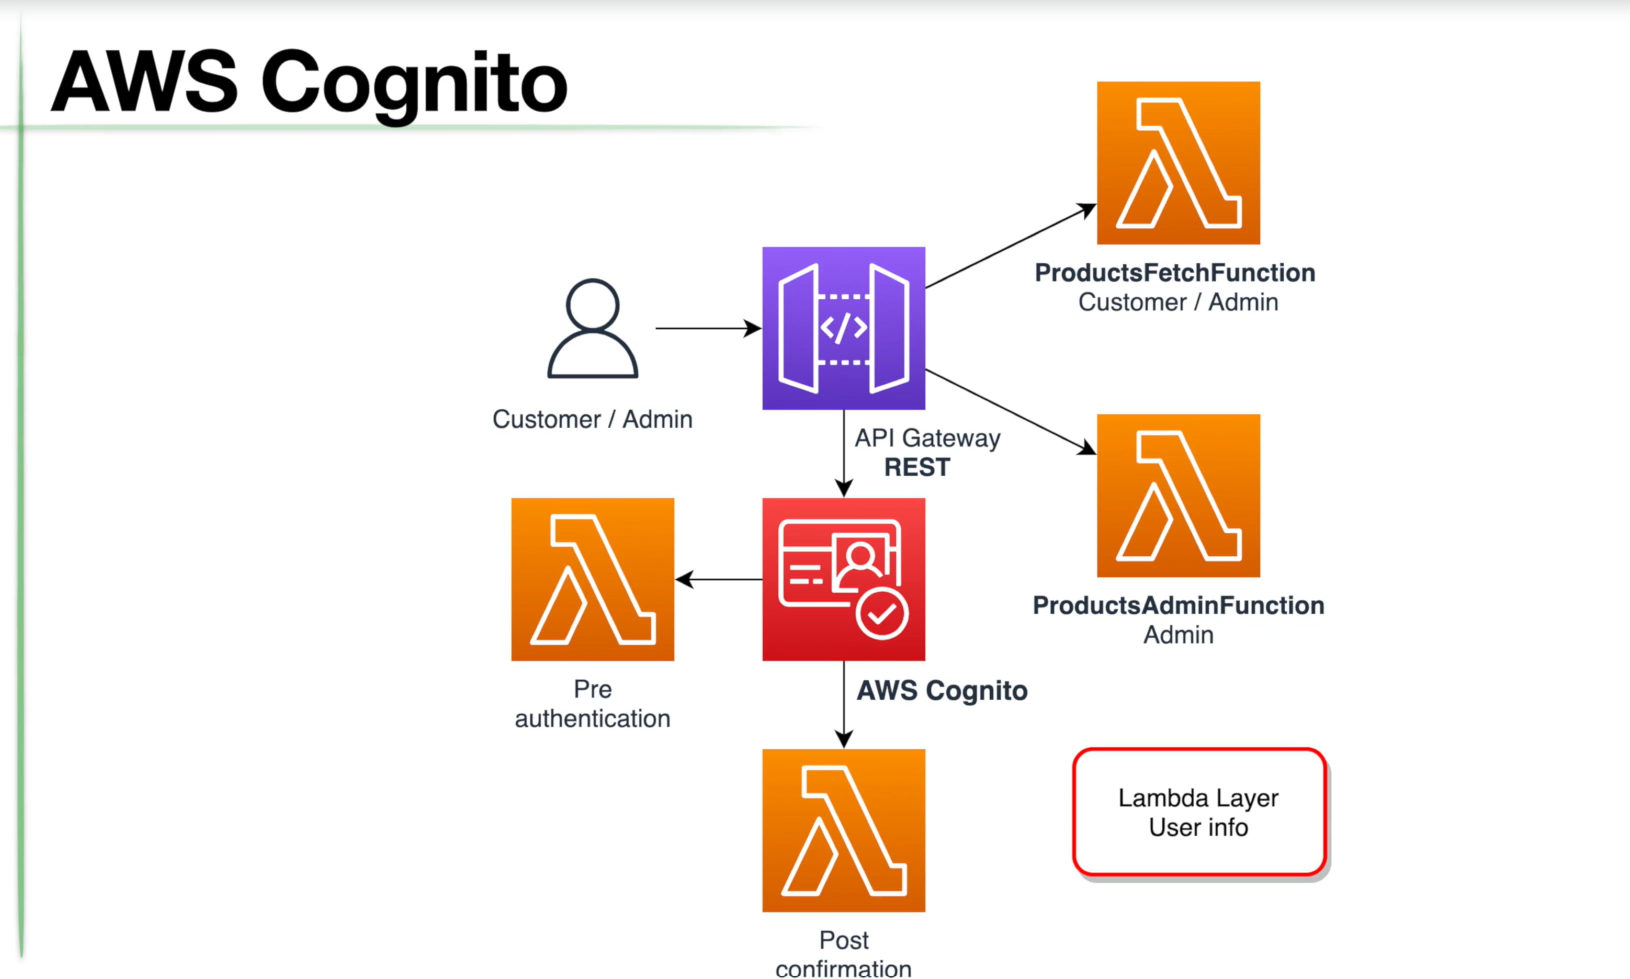 AWS Cognito
ProductsFetchFunction
Customer / Admin
</>
Customer / Admin
API Gateway
REST
ProductsAdminFunction
Admin
Pre
authentication
AWS Cognito
Lambda Layer
User info
Post
confirmation